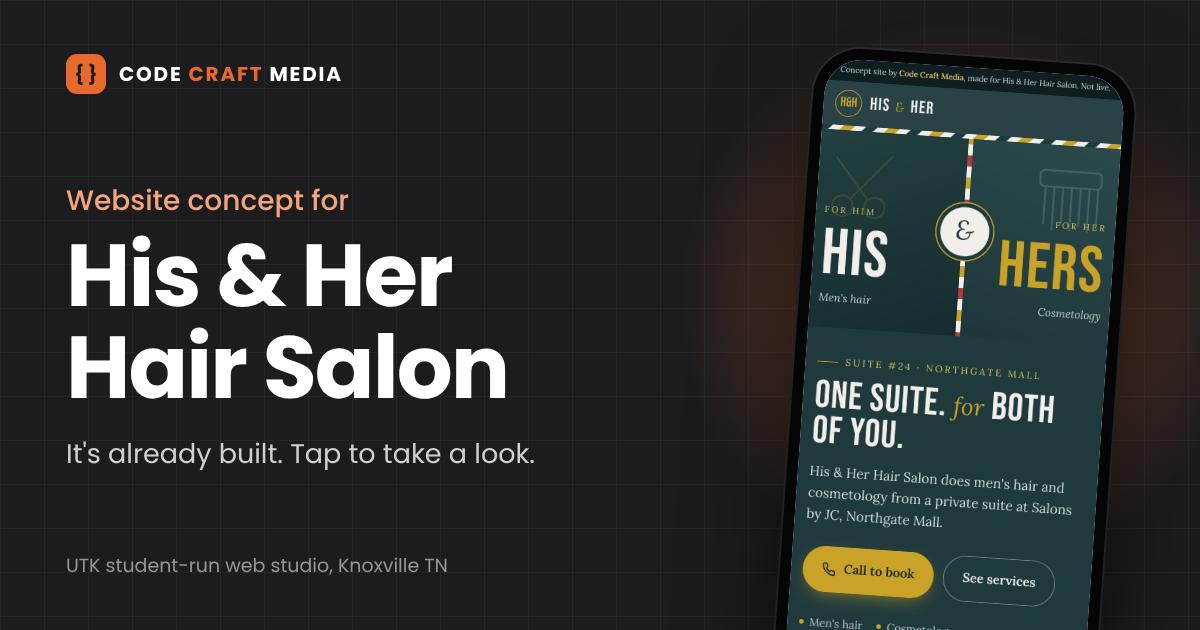 { } CODE CRAFT MEDIA
Website concept for
His & Her
Hair Salon
It's already built. Tap to take a look.
UTK student-run web studio, Knoxville TN
Concept site by Code Craft Media, made for His & Her Hair Salon. Not live.
H&H HIS & HER
FOR HIM
HIS
Men's hair
&
FOR HER
HERS
Cosmetology
SUITE #24 · NORTHGATE MALL
ONE SUITE. for BOTH
OF YOU.
His & Her Hair Salon does men's hair and
cosmetology from a private suite at Salons
by JC, Northgate Mall.
Call to book
See services
• Men's hair